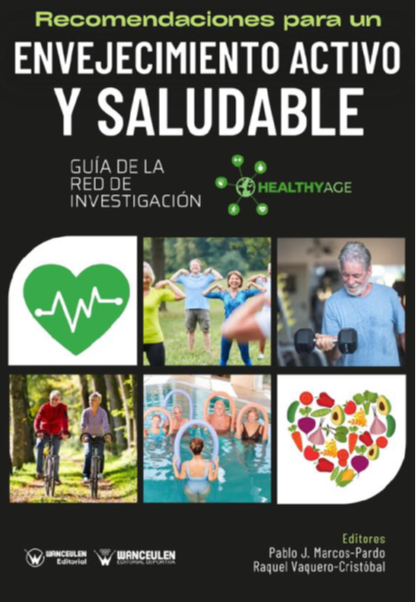 Recomendaciones para un
ENVEJECIMIENTO ACTIVO
Y SALUDABLE
GUÍA DE LA
RED DE
INVESTIGACIÓN
HEALTHYAGE
Editores
Pablo J. Marcos-Pardo
Raquel Vaquero-Cristóbal
WANCEULEN
Editorial
WANCEULEN
EDITORIAL DEPORTIVA